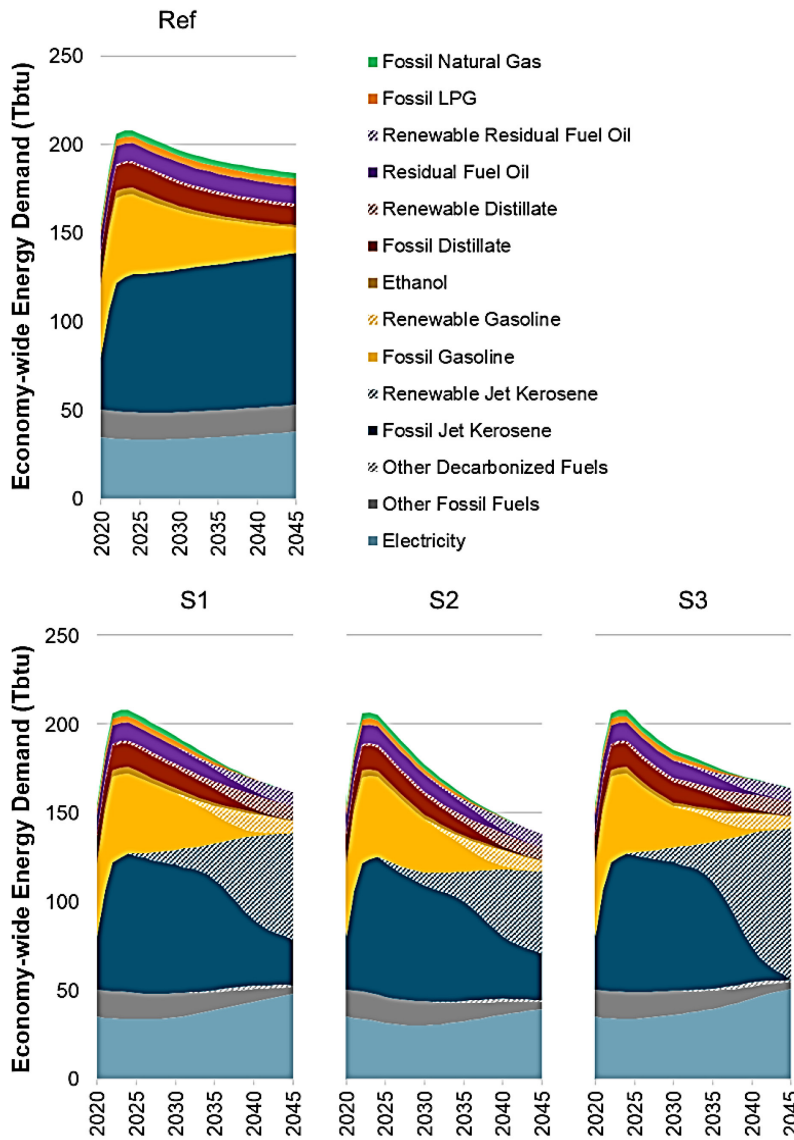 Ref
Economy-wide Energy Demand (Tbtu)
250
200
150
100
50
0
2020
2025
2030
2035
2040
2045
Fossil Natural Gas
Fossil LPG
Renewable Residual Fuel Oil
Residual Fuel Oil
Renewable Distillate
Fossil Distillate
Ethanol
Renewable Gasoline
Fossil Gasoline
Renewable Jet Kerosene
Fossil Jet Kerosene
Other Decarbonized Fuels
Other Fossil Fuels
Electricity
S1
S2
S3
Economy-wide Energy Demand (Tbtu)
250
200
150
100
50
0
2020
2025
2030
2035
2040
2045
2020
2025
2030
2035
2040
2045
2020
2025
2030
2035
2040
2045